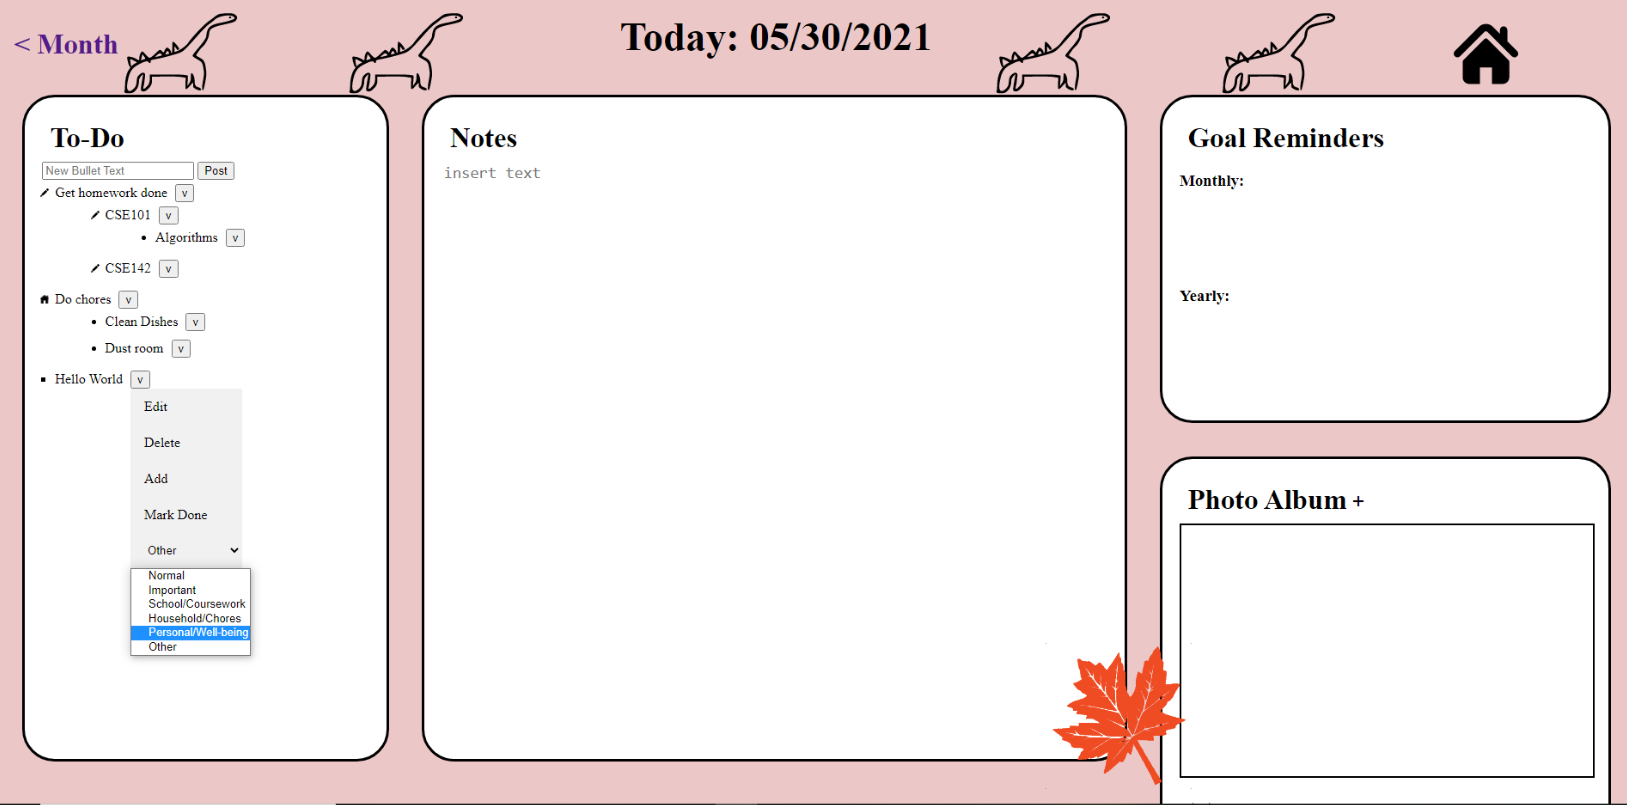 < Month
Today: 05/30/2021
To-Do
New Bullet Text Post
Get homework done v
CSE101 v
Algorithms v
CSE142 v
Do chores v
Clean Dishes v
Dust room v
Hello World v
Edit
Delete
Add
Mark Done
Other
Normal
Important
School/Coursework
Household/Chores
Personal/Well-being
Other
Notes
insert text
Goal Reminders
Monthly:
Yearly:
Photo Album +